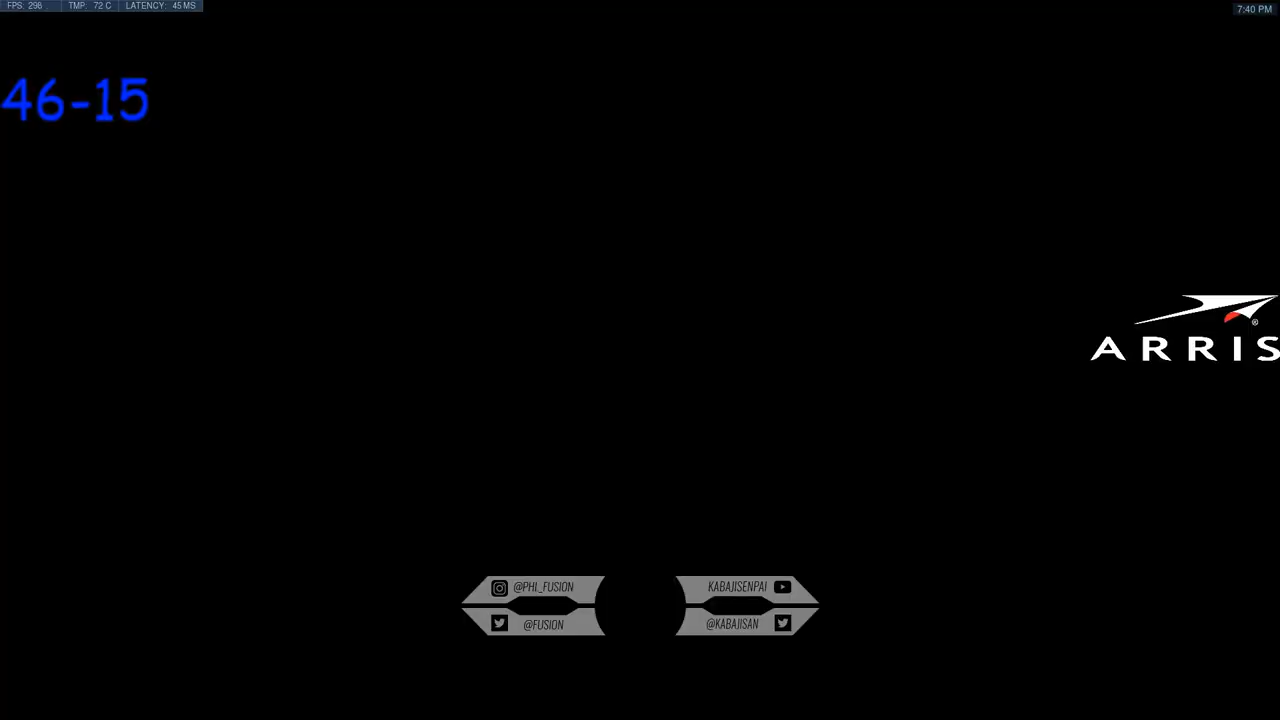 FPS: 298 . TMP: 72 C LATENCY: 45 MS
7:40 PM
46-15
®
ARRIS
@PHI_FUSION
KABAJISENPAI
@FUSION
@KABAJISAN